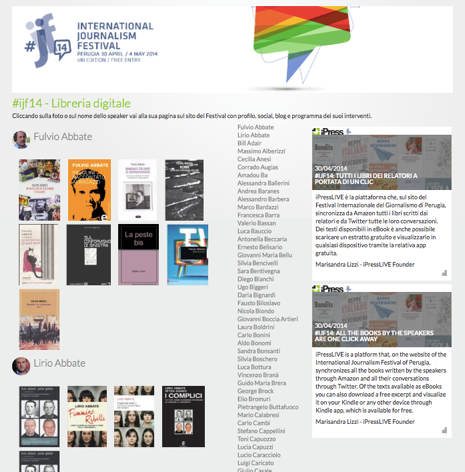 #ijf14
INTERNATIONAL
JOURNALISM
FESTIVAL
PERUGIA 30 APRIL / 4 MAY 2014
VIII EDITION / FREE ENTRY
#ijf14 - Libreria digitale
Cliccando sulla foto o sul nome dello speaker vai alla sua pagina sul sito del Festival con profilo, social, blog e programma dei suoi interventi.
Fulvio Abbate
FULVIO ABBATE
SUL
CONFORMISMO
DI SINISTRA
La peste
bis
Lirio Abbate
LIRIO ABBATE
Fimmine
Ribelli
I COMPLICI
Fulvio Abbate
Lirio Abbate
Bill Adair
Massimo Alberizzi
Cecilia Anesi
Corrado Augias
Amadou Ba
Alessandra Ballerini
Andrea Baranes
Alessandro Barbera
Marco Bardazzi
Francesca Barra
Valerio Bassan
Luca Bauccio
Antonella Beccaria
Ernesto Belisario
Giovanni Maria Bellu
Silvia Bencivelli
Sara Bentivegna
Diego Bianchi
Ugo Biggeri
Daria Bignardi
Fausto Biloslavo
Nicola Biondo
Giovanni Boccia Artieri
Laura Boldrini
Carlo Bonini
Aldo Bonomi
Sandra Bonsanti
Silvia Boschero
Luca Bottura
Vincenzo Branà
Guido Maria Brera
George Brock
Elio Bromuri
Pietrangelo Buttafuoco
Mario Calabresi
Carlo Cambi
Stefano Cappellini
Toni Capuozzo
Lucia Capuzzi
Lucio Caracciolo
Luigi Caricato
iPress
30/04/2014
#IJF14: TUTTI I LIBRI DEI RELATORI A
PORTATA DI UN CLIC
iPressLIVE è la piattaforma che, sul sito del
Festival Internazionale del Giornalismo di Perugia,
sincronizza da Amazon tutti i libri scritti dai
relatori e da Twitter tutte le loro conversazioni.
Dei testi disponibili in eBook è anche possibile
scaricare un estratto gratuito e visualizzarlo in
qualsiasi dispositivo tramite la relativa app
gratuita.
Marisandra Lizzi - iPressLIVE Founder
iPress
30/04/2014
#IJF14: ALL THE BOOKS BY THE SPEAKERS
ARE ONE CLICK AWAY
iPressLIVE is a platform that, on the website of the
International Journalism Festival of Perugia,
synchronizes all the books written by the speakers
through Amazon and all their conversations
through Twitter. Of the texts available as eBooks
you can also download a free excerpt and visualize
it on your Kindle or any other device through
Kindle app, which is available for free.
Marisandra Lizzi - iPressLIVE Founder